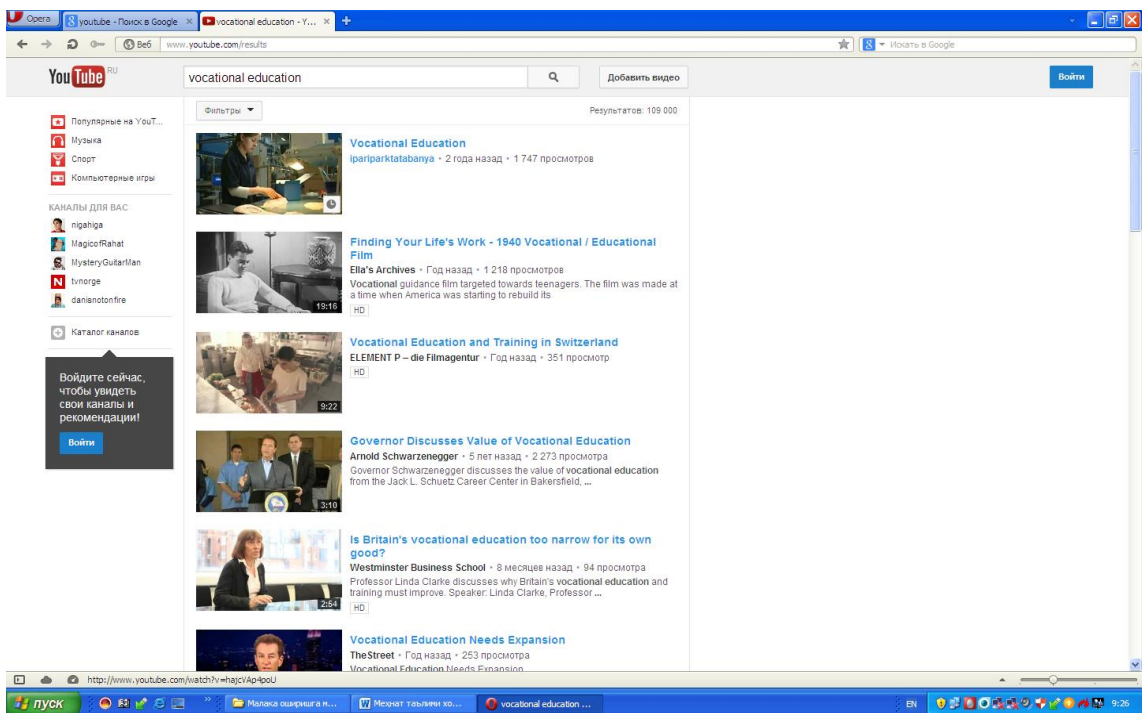 Opera
youtube - Поиск в Google
vocational education - Y...
Веб
www.youtube.com/results
Искать в Google
YouTube RU
vocational education
Добавить видео
Войти
Популярные на YouT...
Музыка
Спорт
Компьютерные игры
КАНАЛЫ ДЛЯ ВАС
nigahiga
MagicofRahat
MysteryGuitarMan
tvnorge
danisnotonfire
Каталог каналов
Войдите сейчас,
чтобы увидеть
свои каналы и
рекомендации!
Войти
Фильтры
Результатов: 109 000
Vocational Education
ipariparktatabanya • 2 года назад • 1 747 просмотров
Finding Your Life's Work - 1940 Vocational / Educational
Film
Ella's Archives • Год назад • 1 218 просмотров
Vocational guidance film targeted towards teenagers. The film was made at
a time when America was starting to rebuild its
HD
19:16
Vocational Education and Training in Switzerland
ELEMENT P – die Filmagentur • Год назад • 351 просмотр
HD
9:22
Governor Discusses Value of Vocational Education
Arnold Schwarzenegger • 5 лет назад • 2 273 просмотра
Governor Schwarzenegger discusses the value of vocational education
from the Jack L. Schuetz Career Center in Bakersfield, ...
3:10
Is Britain's vocational education too narrow for its own
good?
Westminster Business School • 8 месяцев назад • 94 просмотра
Professor Linda Clarke discusses why Britain's vocational education and
training must improve. Speaker: Linda Clarke, Professor ...
HD
2:54
Vocational Education Needs Expansion
TheStreet • Год назад • 253 просмотра
Vocational Education Needs Expansion
http://www.youtube.com/watch?v=hajcVAp4poU
пуск
Малака оширишга н...
Мехнат таълими хо...
vocational education ...
EN
9:26